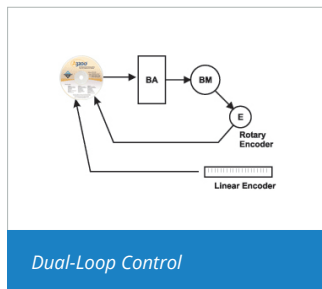 BA
BM
E
Rotary
Encoder
Linear Encoder
Dual-Loop Control